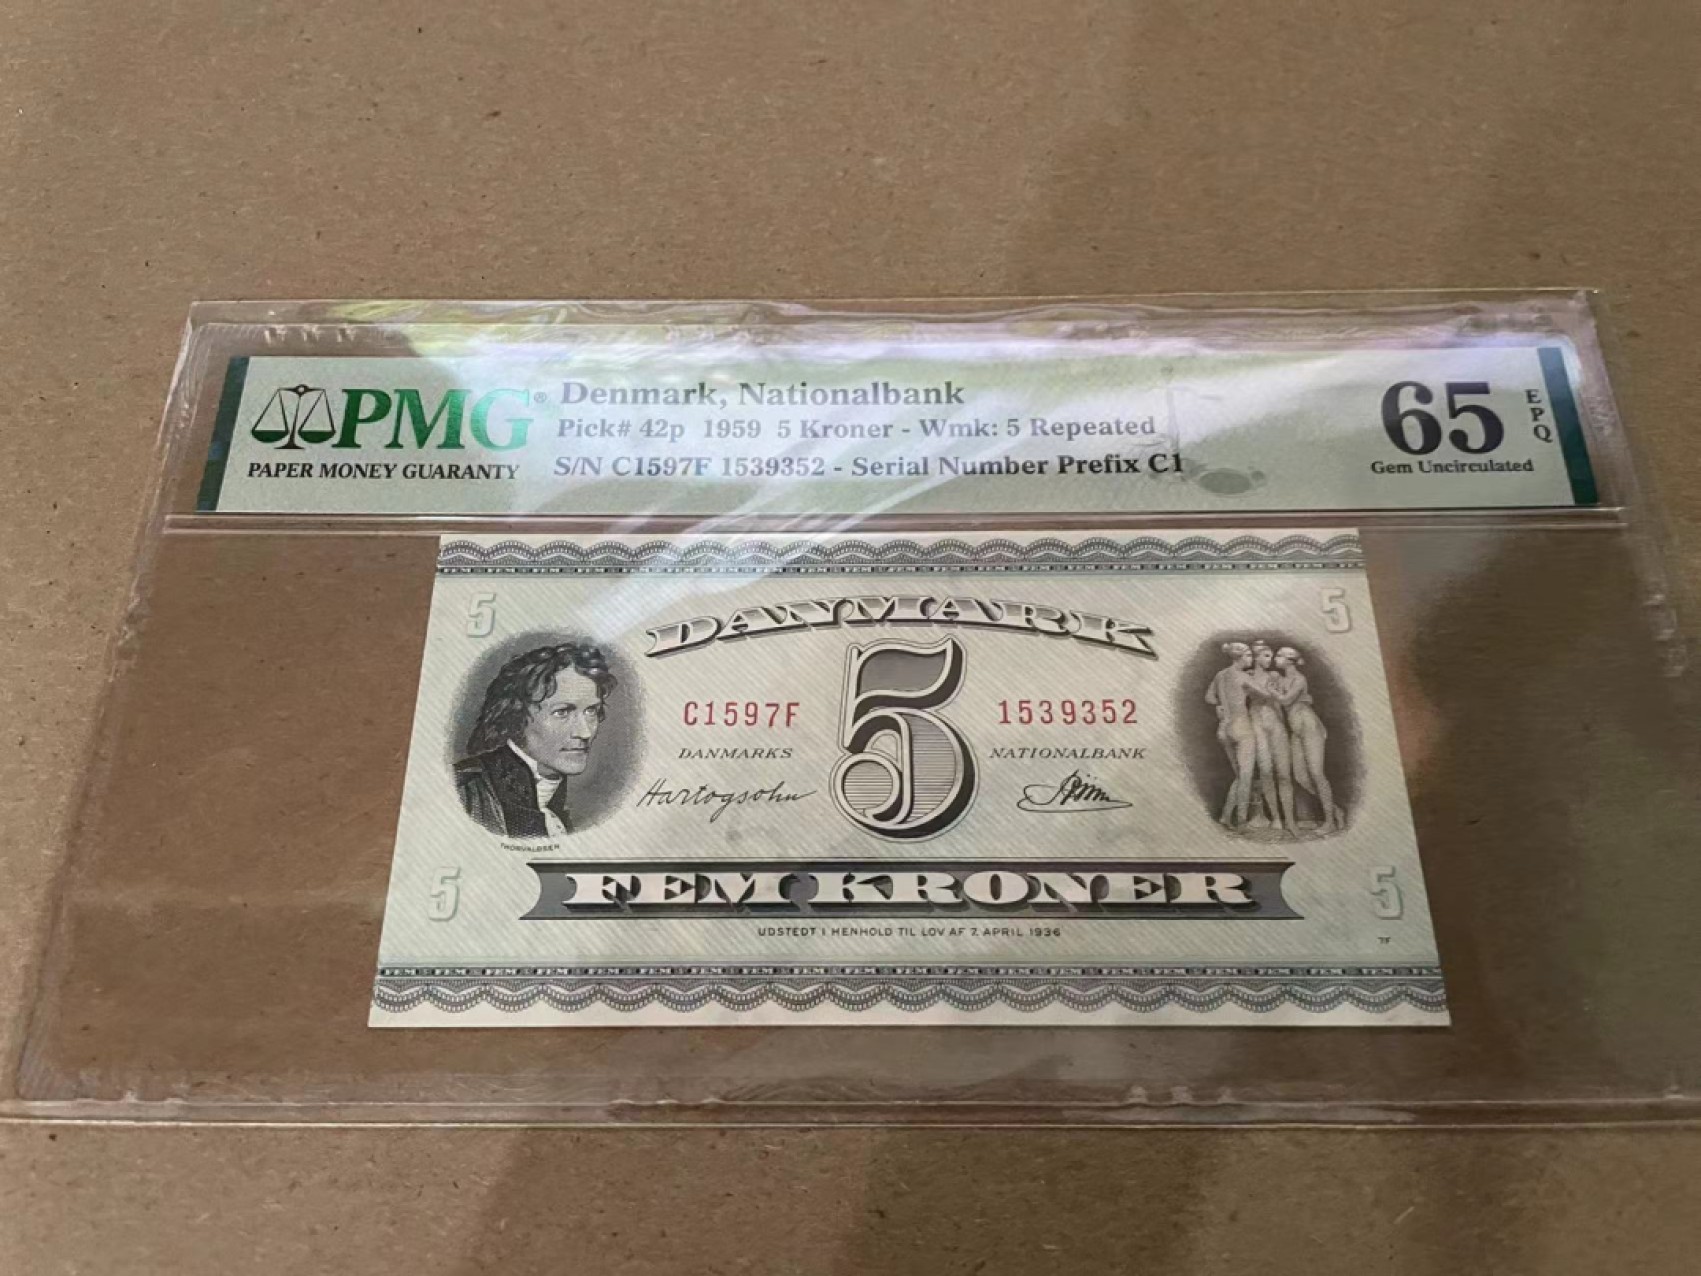 PMG®
PAPER MONEY GUARANTY
Denmark, Nationalbank
Pick# 42p 1959 5 Kroner - Wmk: 5 Repeated
S/N C1597F 1539352 - Serial Number Prefix C1
65 EPQ
Gem Uncirculated
5 5
DANMARK
5
C1597F 1539352
DANMARKS NATIONALBANK
Hartogsohn
THORVALDSEN
5 5
FEM KRONER
UDSTEDT I HENHOLD TIL LOV AF 7. APRIL 1936